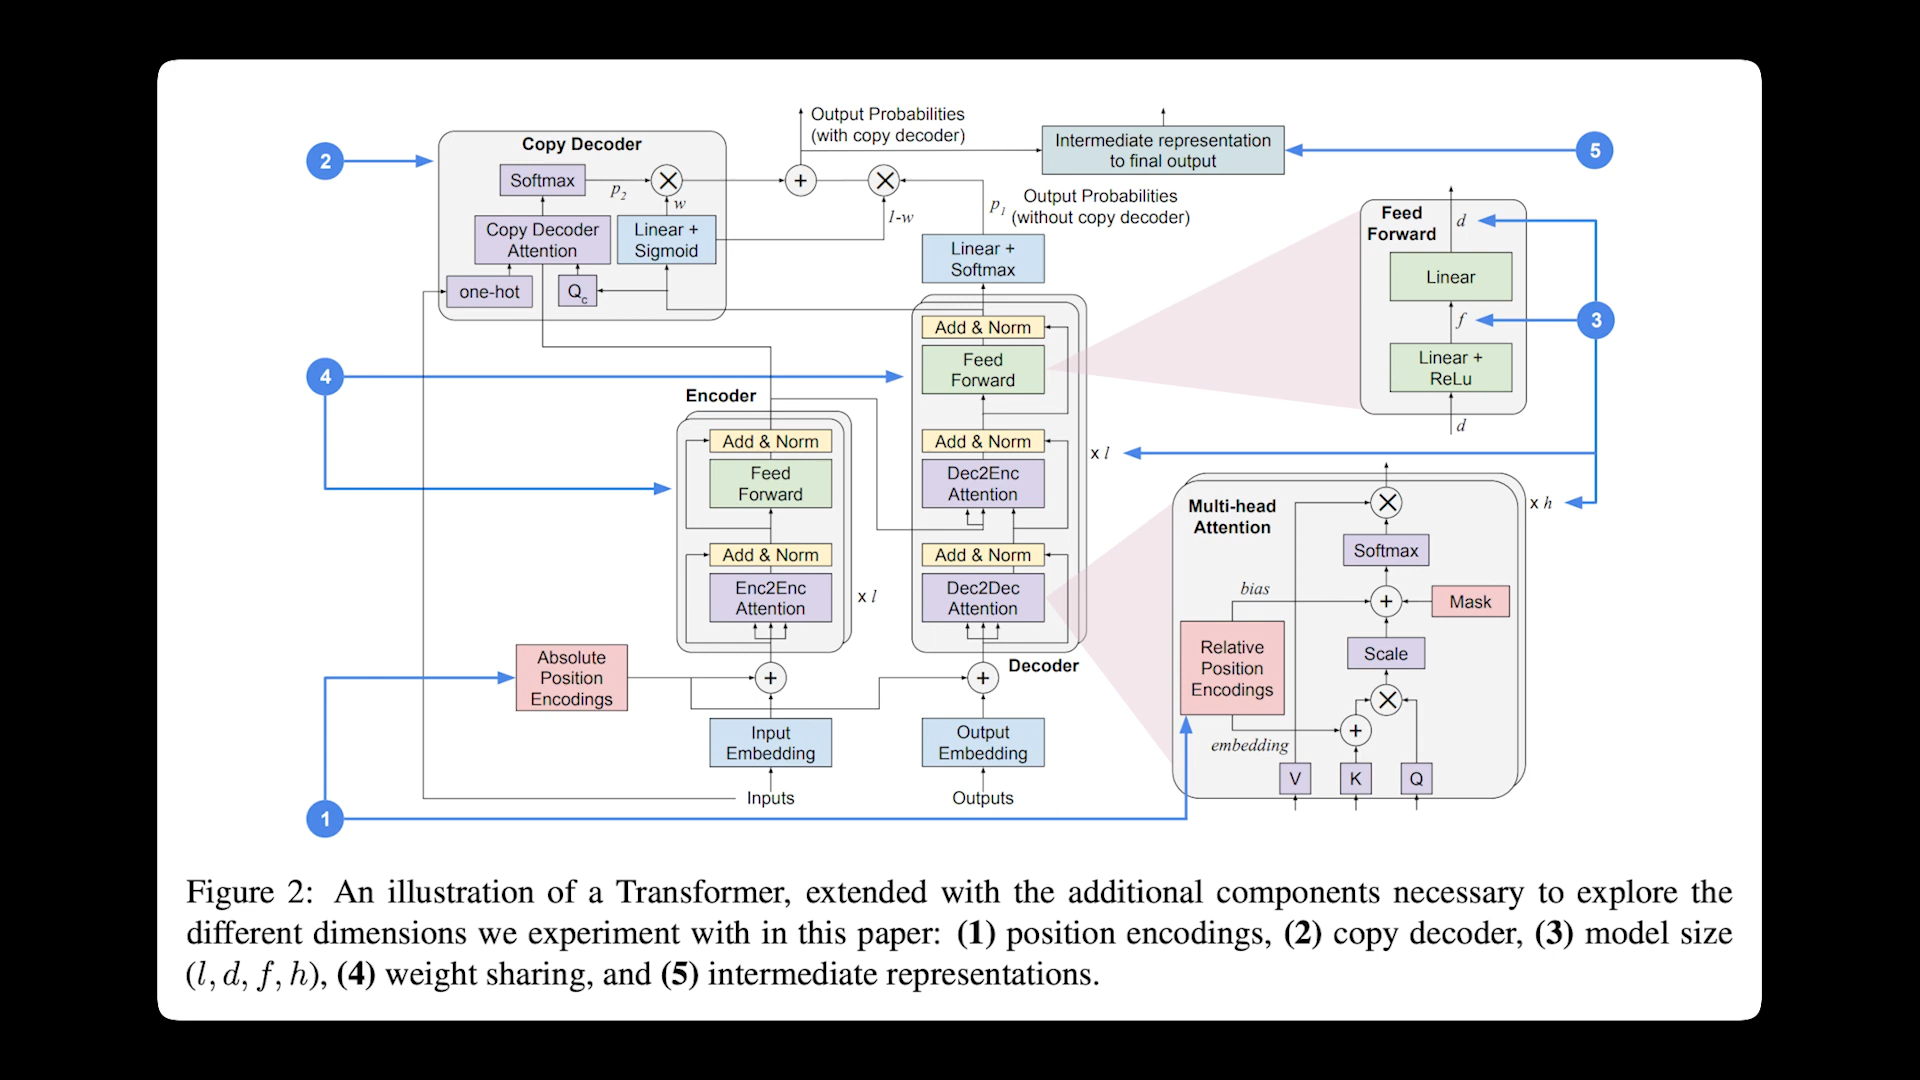 Output Probabilities
(with copy decoder)
Copy Decoder
2
Intermediate representation
to final output
5
Softmax
p2
w
Copy Decoder
Attention
Linear +
Sigmoid
1-w
p1
Output Probabilities
(without copy decoder)
one-hot
Qc
Linear +
Softmax
Feed
Forward
d
Linear
f
3
Linear +
ReLu
d
4
Encoder
Add & Norm
Feed
Forward
Add & Norm
Enc2Enc
Attention
x l
Add & Norm
Feed
Forward
Add & Norm
Dec2Enc
Attention
Add & Norm
Dec2Dec
Attention
x l
Decoder
Multi-head
Attention
x h
Softmax
bias
Mask
Relative
Position
Encodings
Scale
embedding
V
K
Q
Absolute
Position
Encodings
Input
Embedding
Output
Embedding
Inputs
Outputs
1
Figure 2: An illustration of a Transformer, extended with the additional components necessary to explore the
different dimensions we experiment with in this paper: (1) position encodings, (2) copy decoder, (3) model size
(l, d, f, h), (4) weight sharing, and (5) intermediate representations.